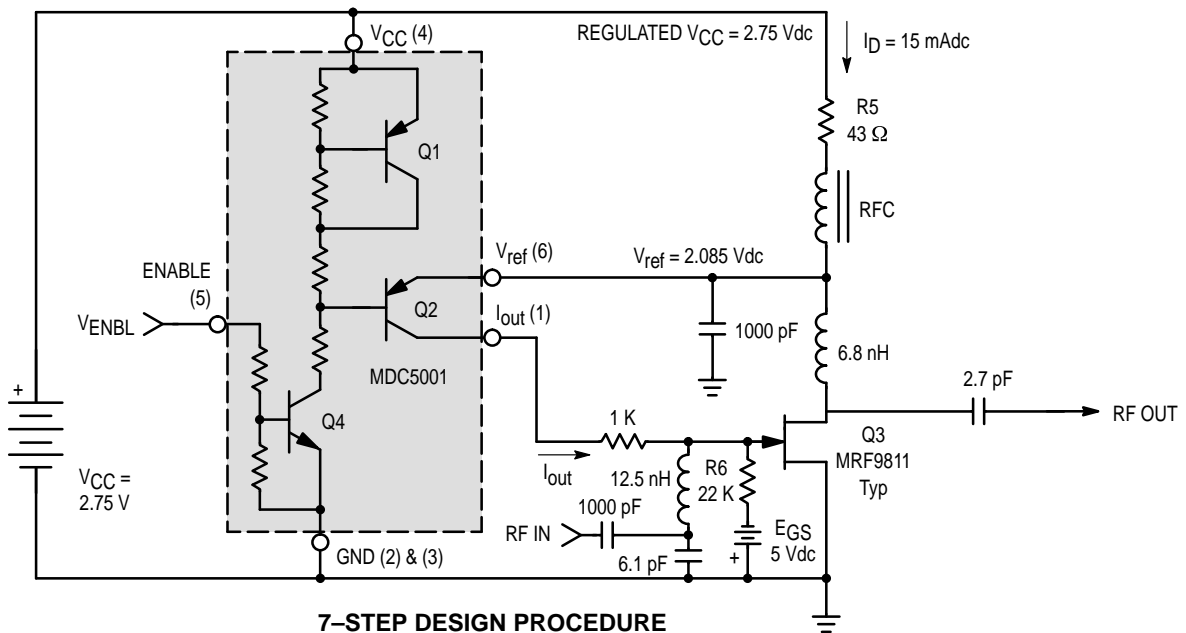 VCC (4)
REGULATED VCC = 2.75 Vdc
ID = 15 mAdc
R5
43 Ω
Q1
RFC
Vref (6)
Vref = 2.085 Vdc
ENABLE
(5)
VENBL
Q2
Iout (1)
1000 pF
6.8 nH
MDC5001
2.7 pF
RF OUT
+
Q4
1 K
Q3
MRF9811
Typ
Iout
12.5 nH
R6
22 K
VCC =
2.75 V
1000 pF
RF IN
EGS
5 Vdc
+
6.1 pF
GND (2) & (3)
7–STEP DESIGN PROCEDURE